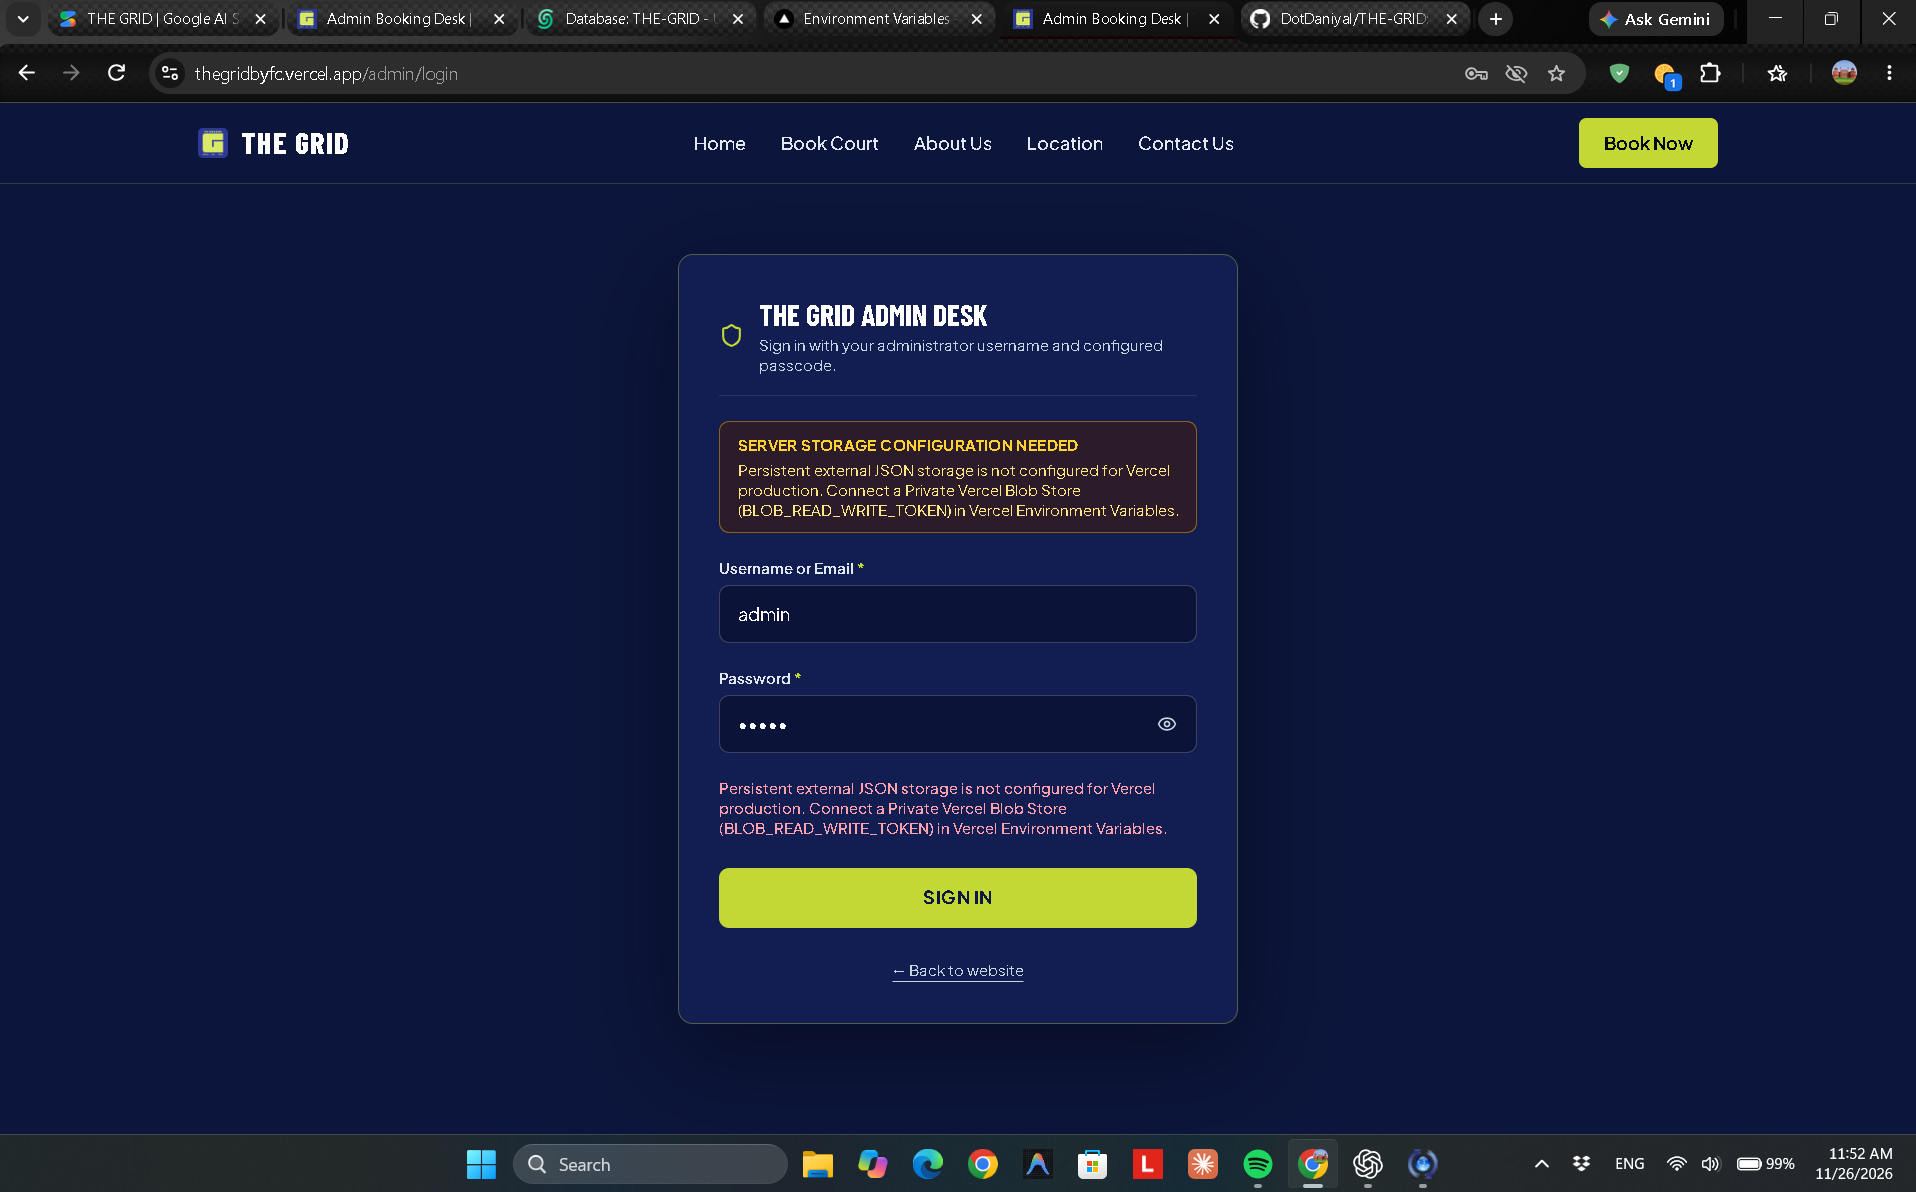 THE GRID | Google AI S
Admin Booking Desk |
Database: THE-GRID -
Environment Variables
Admin Booking Desk |
DotDaniyal/THE-GRID:
Ask Gemini
thegridbyfc.vercel.app/admin/login
1
THE GRID
Home
Book Court
About Us
Location
Contact Us
Book Now
THE GRID ADMIN DESK
Sign in with your administrator username and configured
passcode.
SERVER STORAGE CONFIGURATION NEEDED
Persistent external JSON storage is not configured for Vercel
production. Connect a Private Vercel Blob Store
(BLOB_READ_WRITE_TOKEN) in Vercel Environment Variables.
Username or Email *
admin
Password *
•••••
Persistent external JSON storage is not configured for Vercel
production. Connect a Private Vercel Blob Store
(BLOB_READ_WRITE_TOKEN) in Vercel Environment Variables.
SIGN IN
← Back to website
Search
L
ENG
99%
11:52 AM
11/26/2026